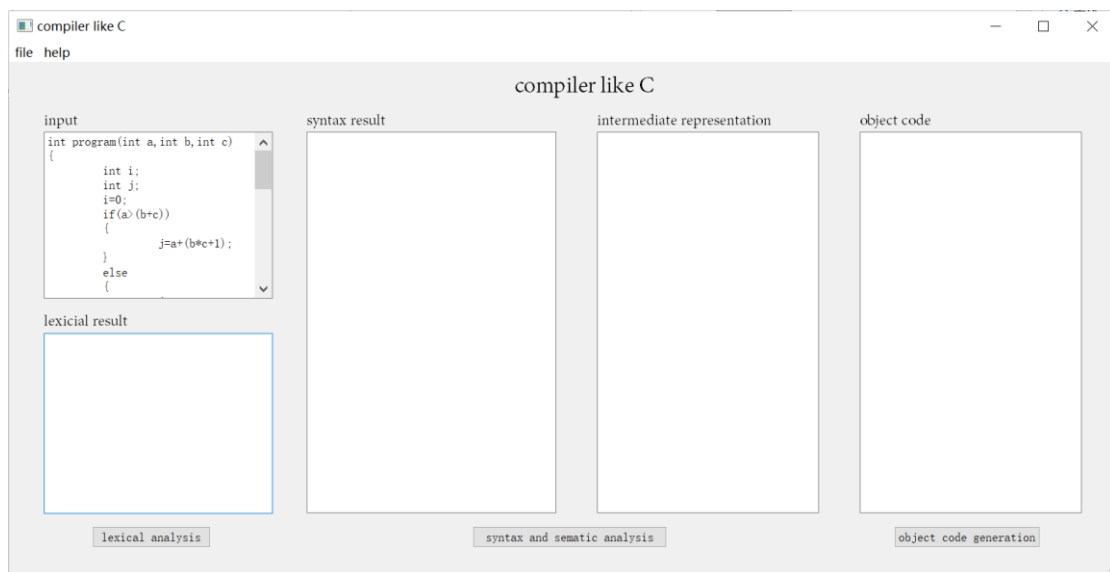 compiler like C
file help
compiler like C
input
syntax result
intermediate representation
object code
int program(int a,int b,int c)
{
int i;
int j;
i=0;
if(a>(b+c))
{
j=a+(b*c+1);
}
else
{
lexicial result
lexical analysis
syntax and sematic analysis
object code generation